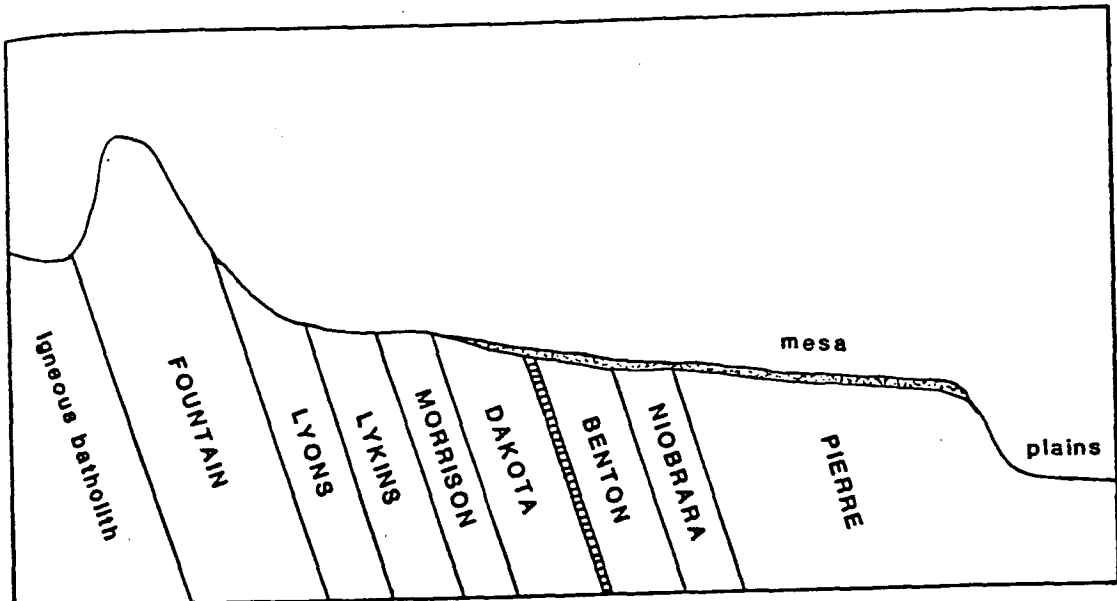 mesa
plains
Igneous batholith
FOUNTAIN
LYONS
LYKINS
MORRISON
DAKOTA
BENTON
NIOBRARA
PIERRE